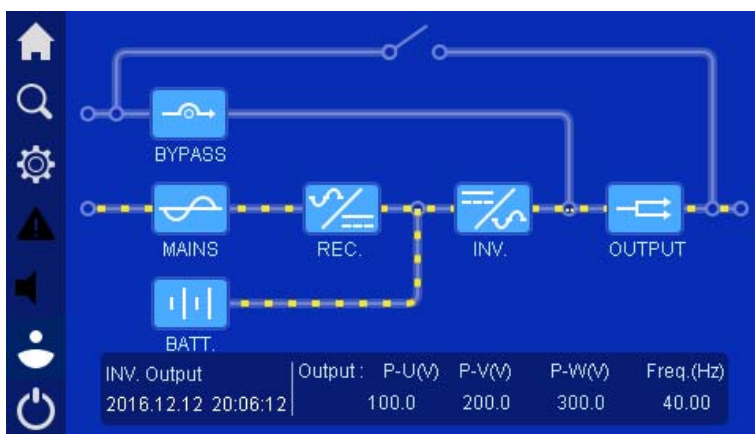 BYPASS
MAINS REC. INV. OUTPUT
BATT.
INV. Output Output : P-U(V) P-V(V) P-W(V) Freq.(Hz)
2016.12.12 20:06:12 100.0 200.0 300.0 40.00